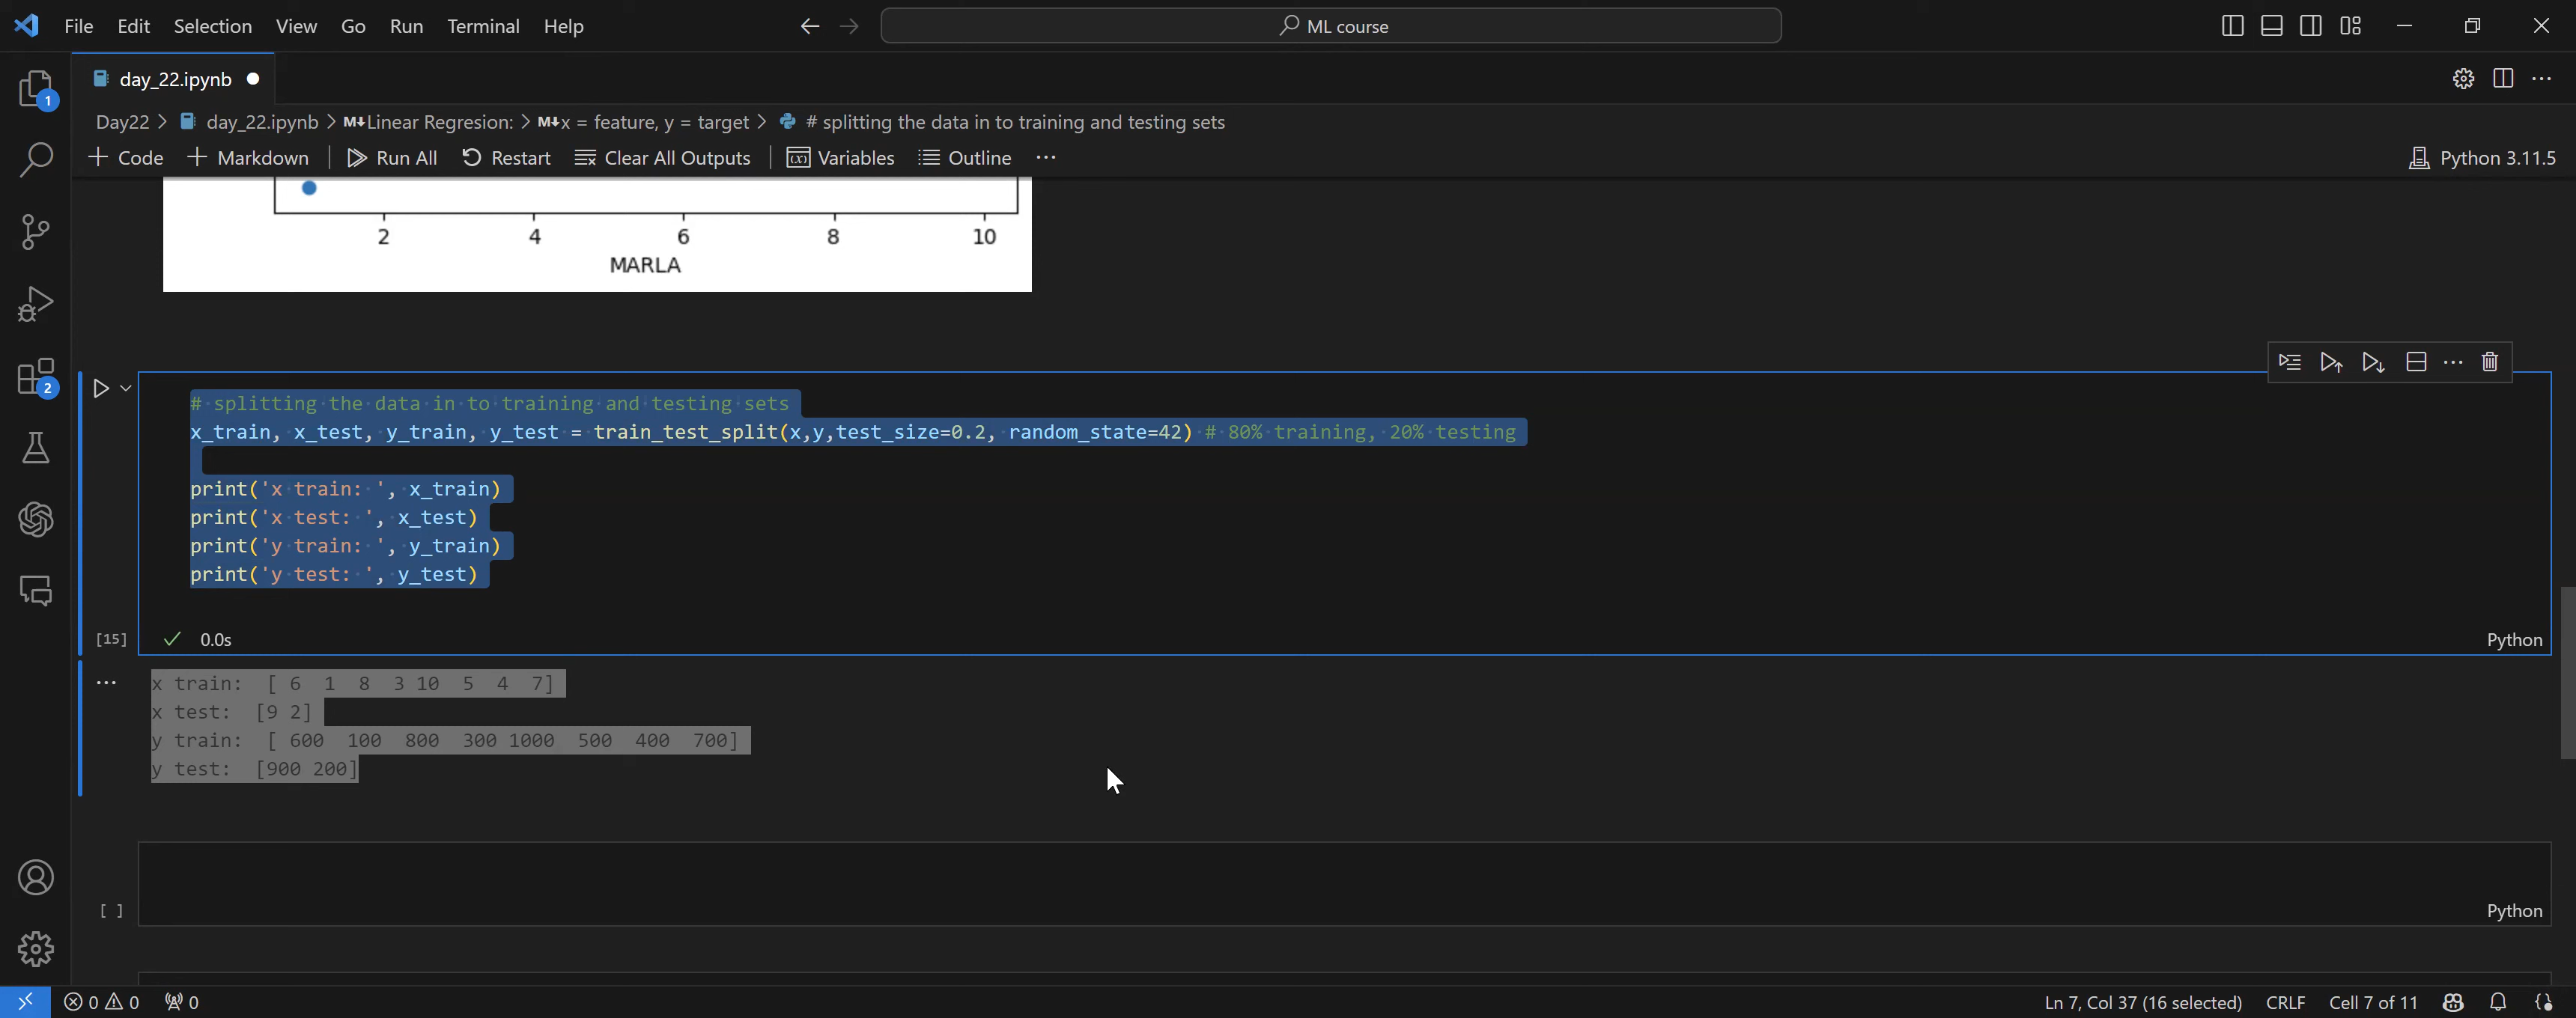 File Edit Selection View Go Run Terminal Help ML course
day_22.ipynb
1
Day22 > day_22.ipynb > M↓Linear Regresion: > M↓x = feature, y = target > # splitting the data in to training and testing sets
+ Code + Markdown Run All Restart Clear All Outputs Variables Outline ... Python 3.11.5
2 4 6 8 10
MARLA
2
# splitting the data in to training and testing sets
x_train, x_test, y_train, y_test = train_test_split(x,y,test_size=0.2, random_state=42) # 80% training, 20% testing
print('x train: ', x_train)
print('x test: ', x_test)
print('y train: ', y_train)
print('y test: ', y_test)
[15] 0.0s Python
x train:  [ 6  1  8  3 10  5  4  7]
x test:  [9 2]
y train:  [ 600  100  800  300 1000  500  400  700]
y test:  [900 200]
[ ] Python
0 0 0 Ln 7, Col 37 (16 selected) CRLF Cell 7 of 11